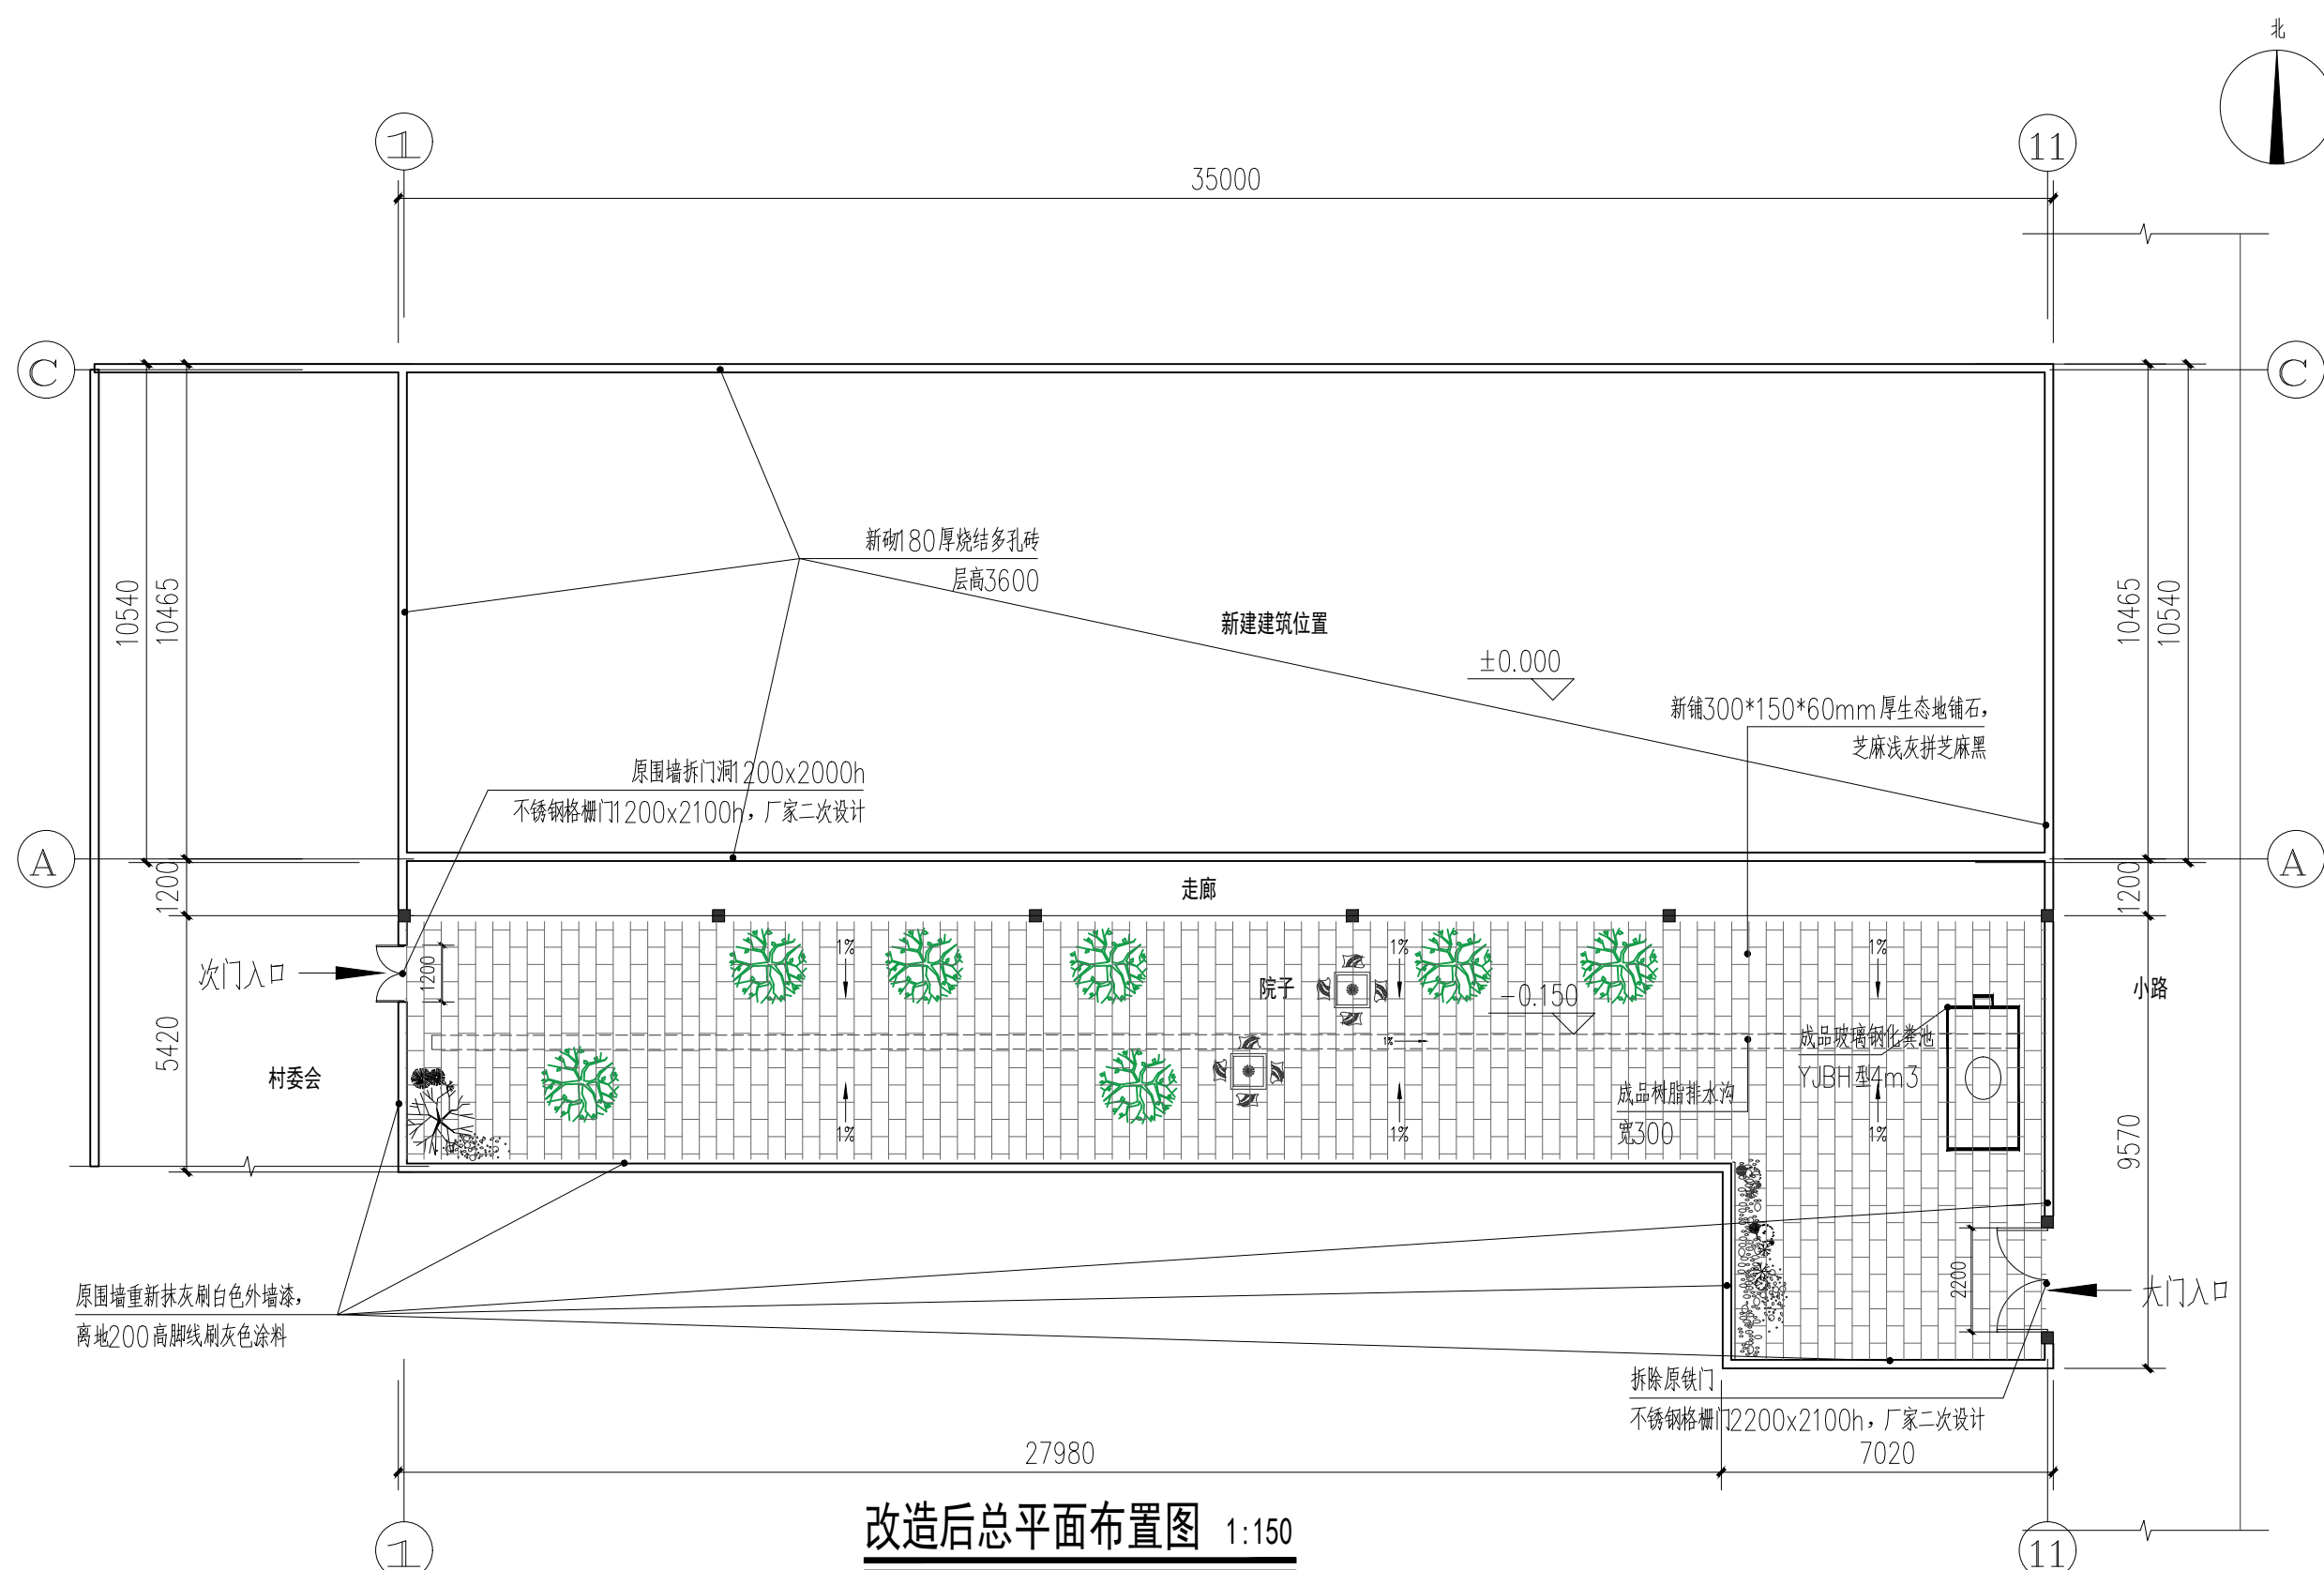 北
1
11
35000
C
C
新砌180厚烧结多孔砖
层高3600
新建建筑位置
±0.000
10540
10465
10465
10540
新铺300*150*60mm厚生态地铺石，
芝麻浅灰拼芝麻黑
原围墙拆门洞1200x2000h
不锈钢格栅门1200x2100h，厂家二次设计
A
A
1200
走廊
1200
1%
1%
1%
次门入口
1200
院子
-0.150
小路
5420
1%
成品玻璃钢化粪池
YJBH型4m3
村委会
成品树脂排水沟
宽300
1%
1%
1%
9570
2200
大门入口
原围墙重新抹灰刷白色外墙漆，
离地200高脚线刷灰色涂料
拆除原铁门
不锈钢格栅门2200x2100h，厂家二次设计
27980
7020
改造后总平面布置图 1:150
1
11